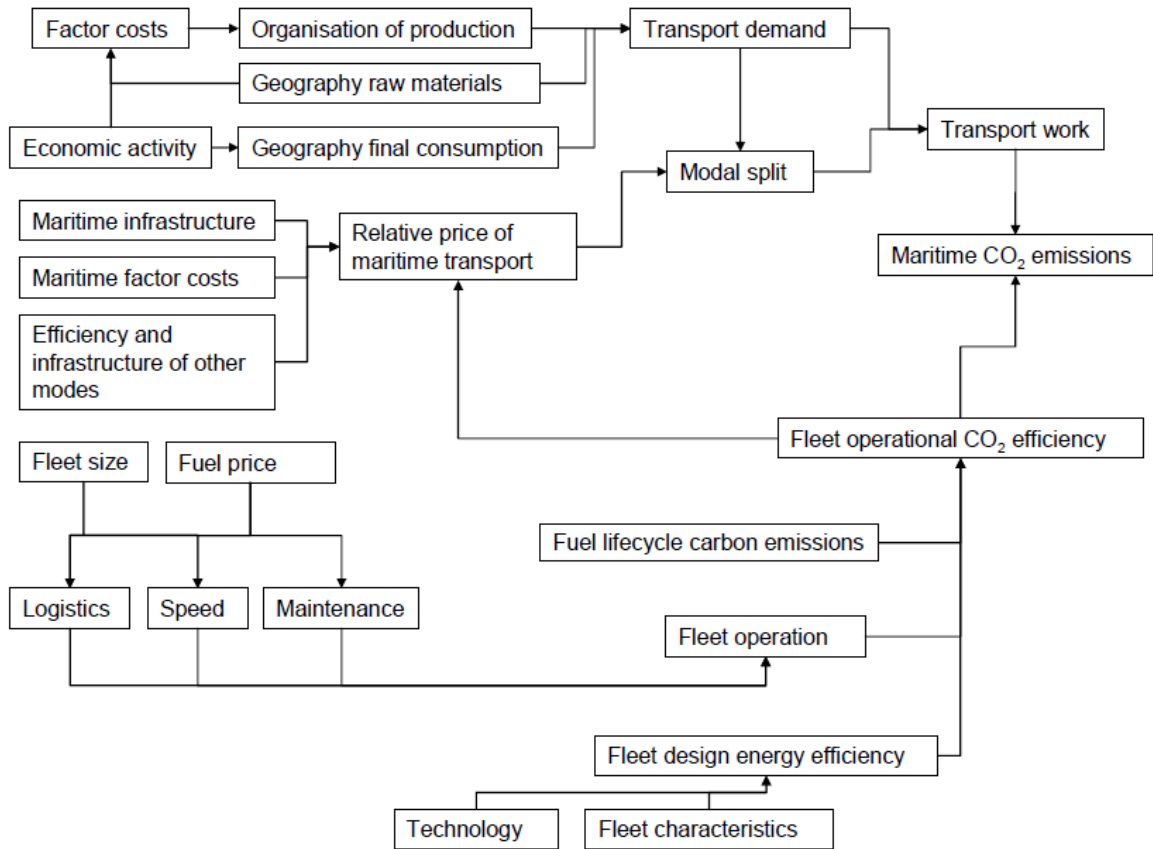 Factor costs
Organisation of production
Transport demand
Geography raw materials
Transport work
Economic activity
Geography final consumption
Modal split
Maritime infrastructure
Relative price of
maritime transport
Maritime CO₂ emissions
Maritime factor costs
Efficiency and
infrastructure of other
modes
Fleet operational CO₂ efficiency
Fleet size
Fuel price
Fuel lifecycle carbon emissions
Logistics
Speed
Maintenance
Fleet operation
Fleet design energy efficiency
Technology
Fleet characteristics